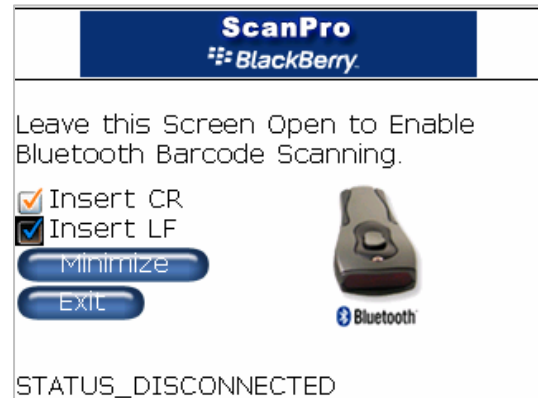 ScanPro
BlackBerry
Leave this Screen Open to Enable
Bluetooth Barcode Scanning.
Insert CR
Insert LF
Minimize
Exit
Bluetooth
STATUS_DISCONNECTED